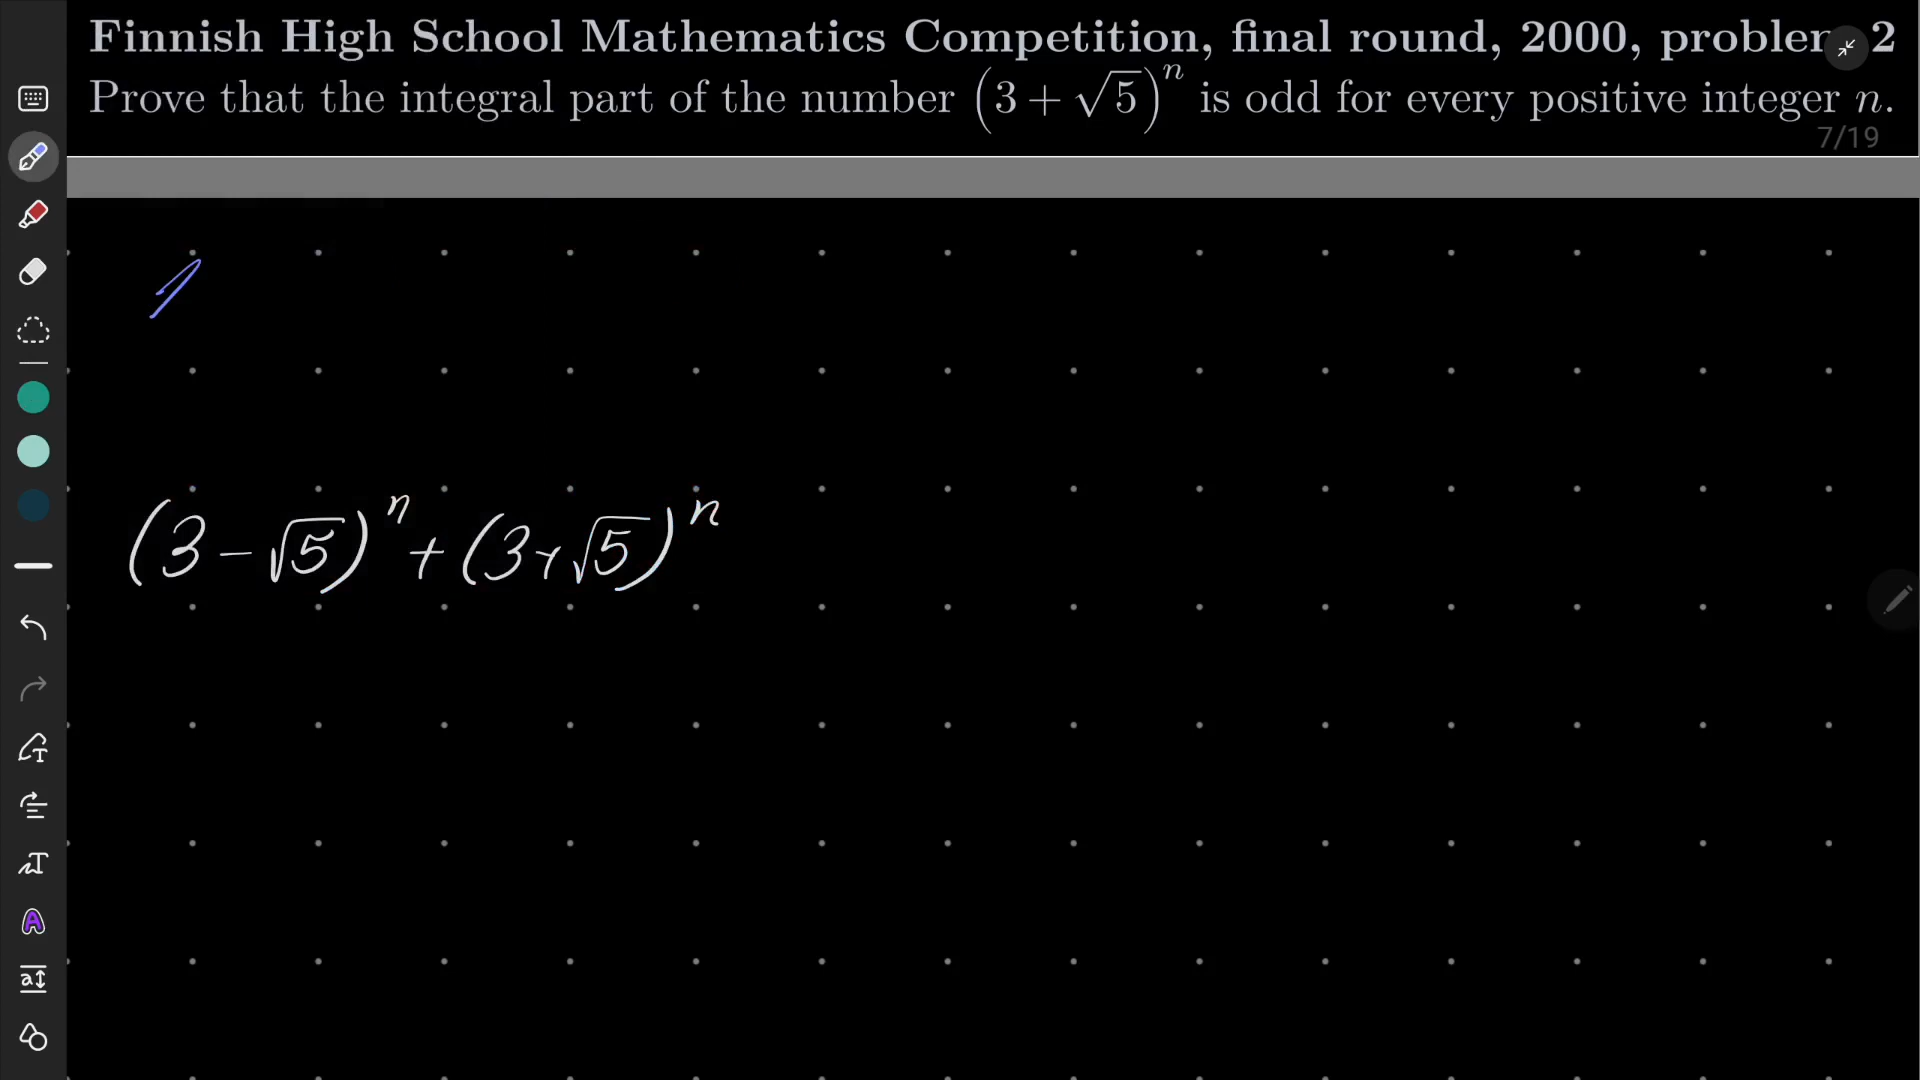 Finnish High School Mathematics Competition, final round, 2000, 2
Prove that the integral part of the number (3 + √5)^n is odd for every positive integer n.
7/19
(3 - √5)^n + (3 + √5)^n